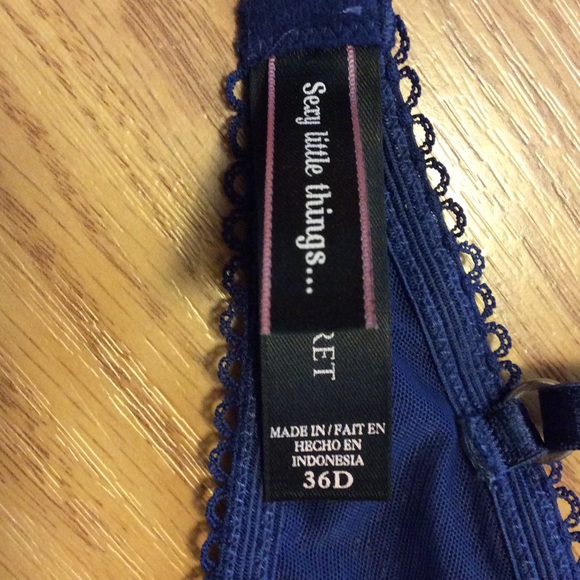 Sexy little things...
RET
MADE IN / FAIT EN
HECHO EN
INDONESIA
36D